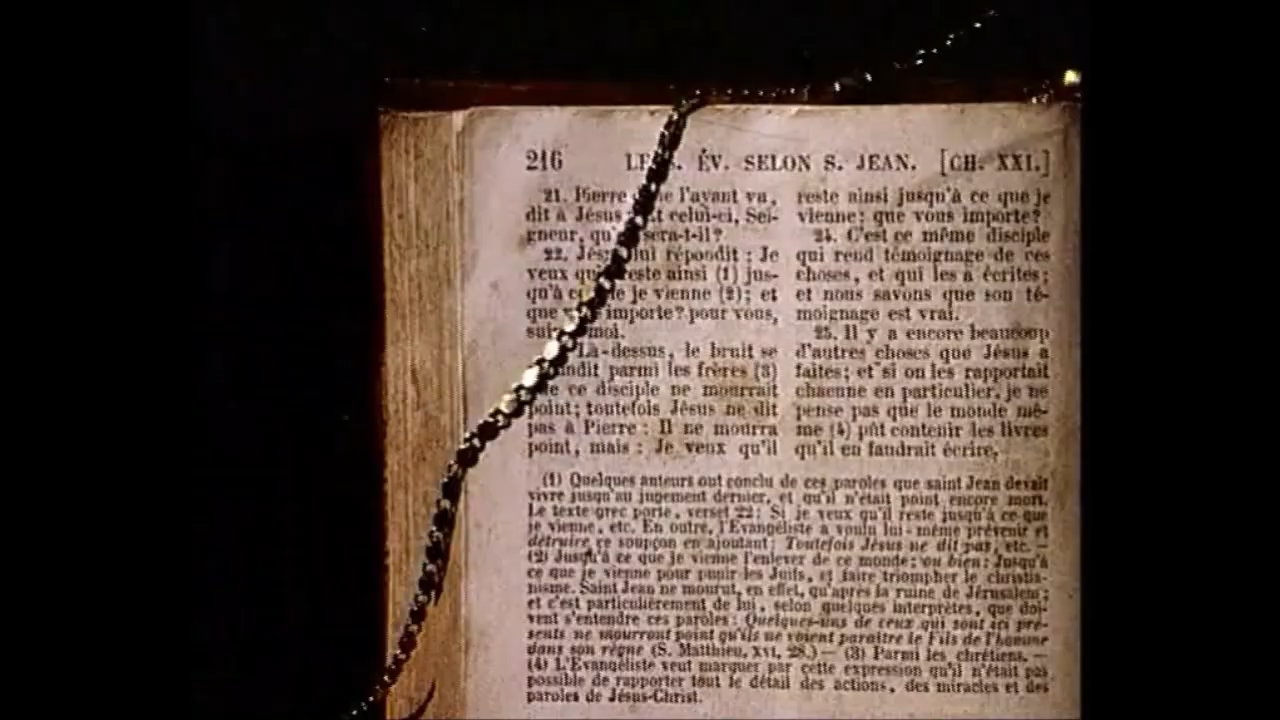 216 S. ÉV. SELON S. JEAN. [CH. XXI.]
21. Pierre l'ayant vu,
dit à Jésus : Et celui-ci, Sei-
gneur, sera-t-il?
22. Jésus lui répondit : Je
veux reste ainsi (1) jus-
qu'à je vienne (2); et
que importe? pour vous,
moi.
Là-dessus, le bruit se
parmi les frères (3)
ce disciple ne mourrait
point; toutefois Jésus ne dit
pas à Pierre : Il ne mourra
point, mais : Je veux qu'il
reste ainsi jusqu'à ce que je
vienne: que vous importe?
24. C'est ce même disciple
qui rend témoignage de ces
choses, et qui les a écrites;
et nous savons que son té-
moignage est vrai.
25. Il y a encore beaucoup
d'autres choses que Jésus a
faites; et si on les rapportait
chacune en particulier, je ne
pense pas que le monde mê-
me (4) pût contenir les livres
qu'il en faudrait écrire.
(1) Quelques auteurs ont conclu de ces paroles que saint Jean devait
vivre jusqu'au jugement dernier, et qu'il n'était point encore mort.
Le texte grec porte, verset 22: Si je veux qu'il reste jusqu'à ce que
je vienne, etc. En outre, l'Evangéliste a voulu lui-même prévenir et
détruire ce soupçon en ajoutant: Toutefois Jésus ne dit pas, etc. —
(2) Jusqu'à ce que je vienne l'enlever de ce monde; ou bien: Jusqu'à
ce que je vienne pour punir les Juifs, et faire triompher le christia-
nisme. Saint Jean ne mourut, en effet, qu'après la ruine de Jérusalem;
et c'est particulièrement de lui, selon quelques interprètes, que doi-
vent s'entendre ces paroles: Quelques-uns de ceux qui sont ici pré-
sents ne mourront point qu'ils ne voient paraître le Fils de l'homme
dans son règne (S. Matthieu, XVI, 28.) — (3) Parmi les chrétiens. —
(4) L'Evangéliste veut marquer par cette expression qu'il n'était pas
possible de rapporter tout le détail des actions, des miracles et des
paroles de Jésus-Christ.